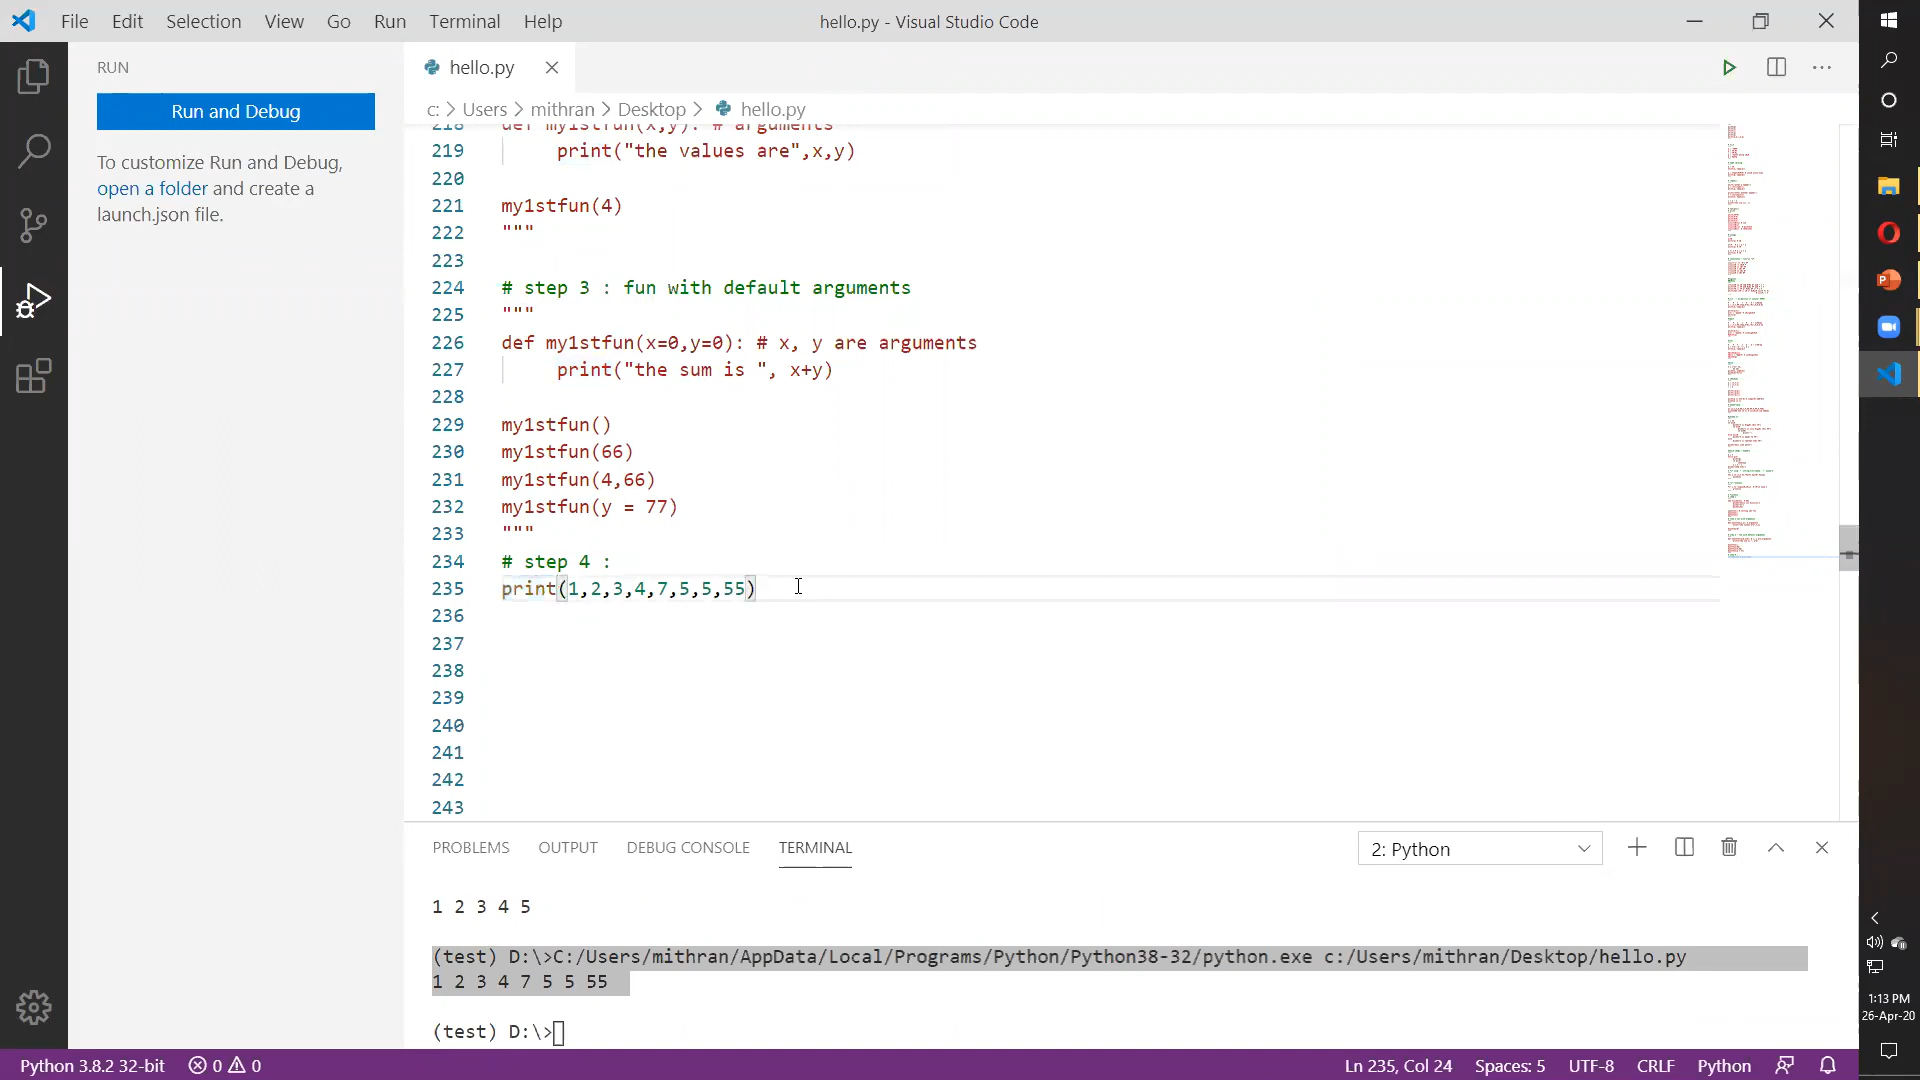 File Edit Selection View Go Run Terminal Help
hello.py - Visual Studio Code
RUN
Run and Debug
To customize Run and Debug,
open a folder and create a
launch.json file.
hello.py
c: > Users > mithran > Desktop > hello.py
218 def my1stfun(x,y): # arguments
219 print("the values are",x,y)
220
221 my1stfun(4)
222 """
223
224 # step 3 : fun with default arguments
225 """
226 def my1stfun(x=0,y=0): # x, y are arguments
227 print("the sum is ", x+y)
228
229 my1stfun()
230 my1stfun(66)
231 my1stfun(4,66)
232 my1stfun(y = 77)
233 """
234 # step 4 :
235 print(1,2,3,4,7,5,5,55)
236
237
238
239
240
241
242
243
PROBLEMS OUTPUT DEBUG CONSOLE TERMINAL
2: Python
1 2 3 4 5
(test) D:\>C:/Users/mithran/AppData/Local/Programs/Python/Python38-32/python.exe c:/Users/mithran/Desktop/hello.py
1 2 3 4 7 5 5 55
(test) D:\>
Python 3.8.2 32-bit 0 0
Ln 235, Col 24 Spaces: 5 UTF-8 CRLF Python
1:13 PM
26-Apr-20